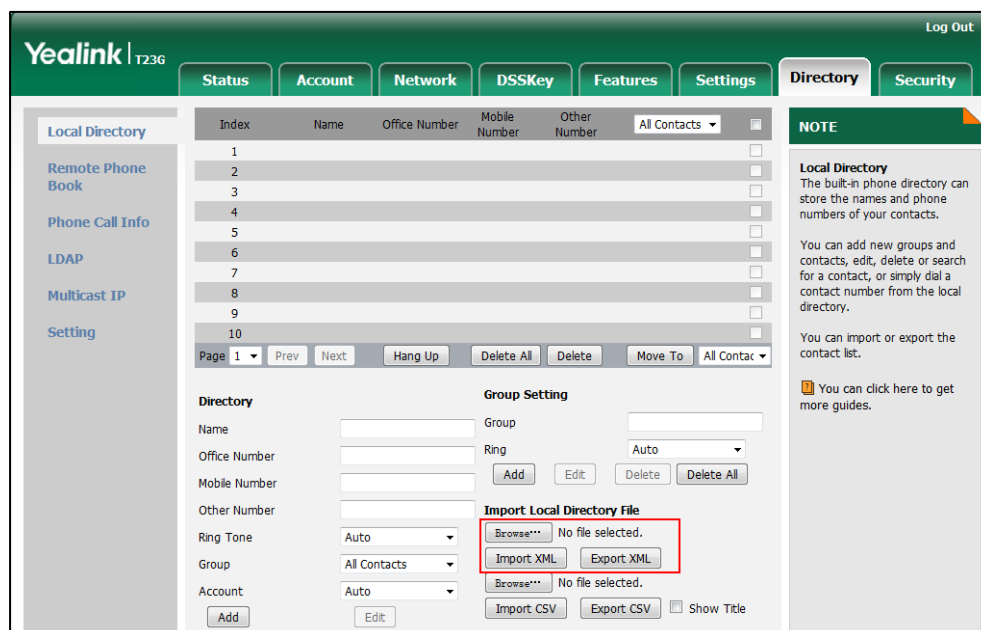 Log Out
Yealink T23G
Status Account Network DSSKey Features Settings Directory Security
Local Directory
Remote Phone
Book
Phone Call Info
LDAP
Multicast IP
Setting
Index Name Office Number Mobile Number Other Number All Contacts
1
2
3
4
5
6
7
8
9
10
Page 1 Prev Next Hang Up Delete All Delete Move To All Contac
Directory
Name
Office Number
Mobile Number
Other Number
Ring Tone Auto
Group All Contacts
Account Auto
Add Edit
Group Setting
Group
Ring Auto
Add Edit Delete Delete All
Import Local Directory File
Browse... No file selected.
Import XML Export XML
Browse... No file selected.
Import CSV Export CSV Show Title
NOTE
Local Directory
The built-in phone directory can
store the names and phone
numbers of your contacts.
You can add new groups and
contacts, edit, delete or search
for a contact, or simply dial a
contact number from the local
directory.
You can import or export the
contact list.
? You can click here to get
more guides.